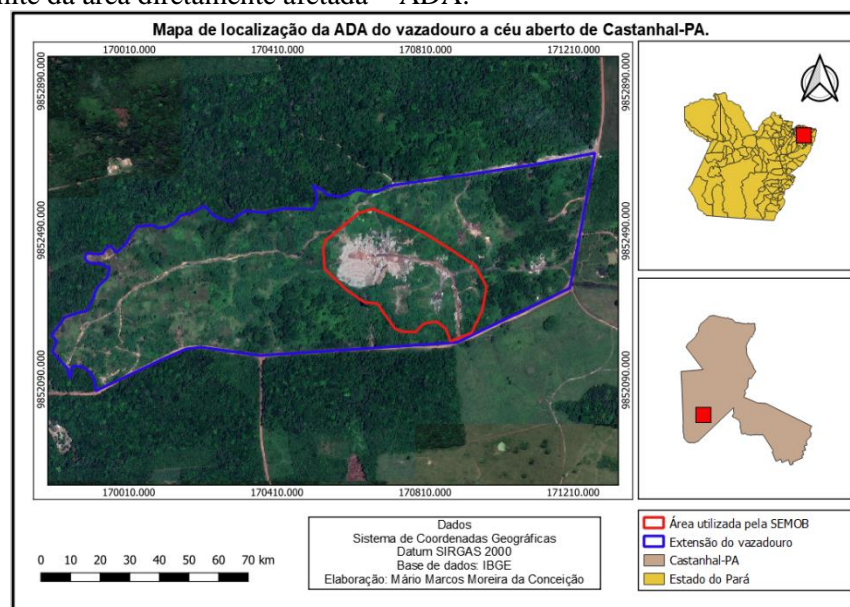 nte da área diretamente afetada – ADA.
Mapa de localização da ADA do vazadouro a céu aberto de Castanhal-PA.
170010.000 170410.000 170810.000 171210.000
9852890.000 9852890.000
9852490.000 9852490.000
9852090.000 9852090.000
170010.000 170410.000 170810.000 171210.000
0 10 20 30 40 50 60 70 km
Dados
Sistema de Coordenadas Geográficas
Datum SIRGAS 2000
Base de dados: IBGE
Elaboração: Mário Marcos Moreira da Conceição
Área utilizada pela SEMOB
Extensão do vazadouro
Castanhal-PA
Estado do Pará